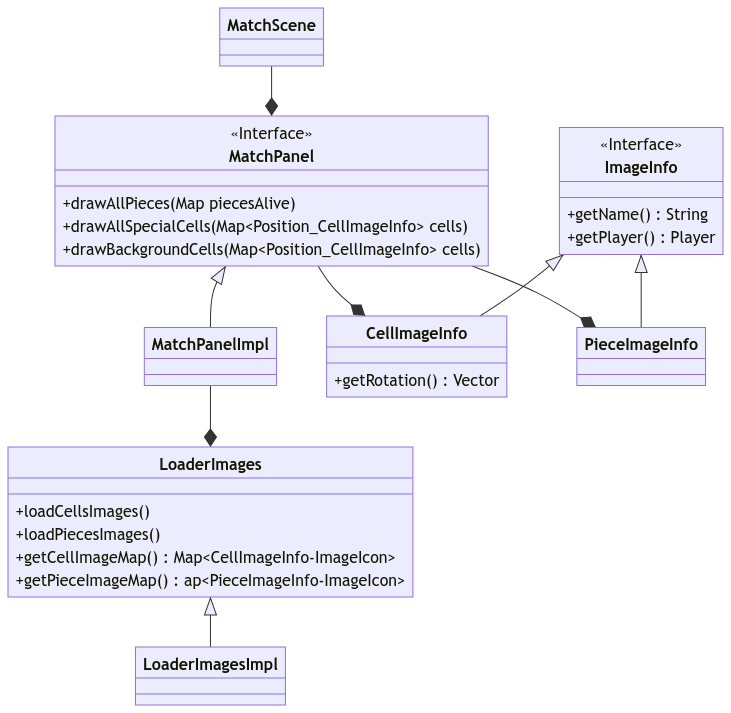 MatchScene
«Interface»
MatchPanel
+drawAllPieces(Map piecesAlive)
+drawAllSpecialCells(Map<Position_CellImageInfo> cells)
+drawBackgroundCells(Map<Position_CellImageInfo> cells)
«Interface»
ImageInfo
+getName() : String
+getPlayer() : Player
MatchPanelImpl
CellImageInfo
+getRotation() : Vector
PieceImageInfo
LoaderImages
+loadCellsImages()
+loadPiecesImages()
+getCellImageMap() : Map<CellImageInfo-ImageIcon>
+getPieceImageMap() : ap<PieceImageInfo-ImageIcon>
LoaderImagesImpl